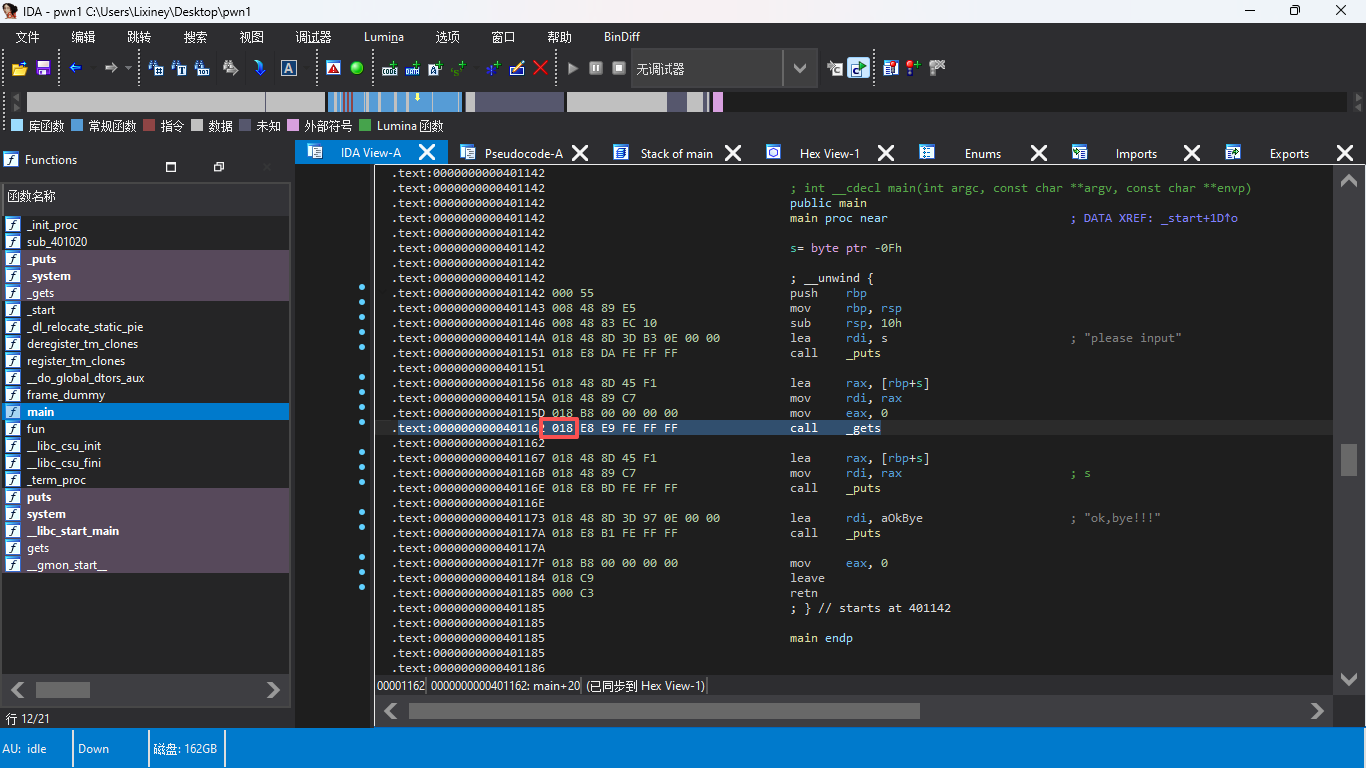 IDA - pwn1 C:\Users\Lixiney\Desktop\pwn1
文件 编辑 跳转 搜索 视图 调试器 Lumina 选项 窗口 帮助 BinDiff
无调试器
库函数 常规函数 指令 数据 未知 外部符号 Lumina 函数
Functions
函数名称
_init_proc
sub_401020
_puts
_system
_gets
_start
_dl_relocate_static_pie
deregister_tm_clones
register_tm_clones
__do_global_dtors_aux
frame_dummy
main
fun
__libc_csu_init
__libc_csu_fini
_term_proc
puts
system
__libc_start_main
gets
__gmon_start__
行 12/21
IDA View-A Pseudocode-A Stack of main Hex View-1 Enums Imports Exports
.text:0000000000401142
.text:0000000000401142 ; int __cdecl main(int argc, const char **argv, const char **envp)
.text:0000000000401142 public main
.text:0000000000401142 main proc near ; DATA XREF: _start+1D↑o
.text:0000000000401142
.text:0000000000401142 s= byte ptr -0Fh
.text:0000000000401142
.text:0000000000401142 ; __unwind {
.text:0000000000401142 000 55 push rbp
.text:0000000000401143 008 48 89 E5 mov rbp, rsp
.text:0000000000401146 008 48 83 EC 10 sub rsp, 10h
.text:000000000040114A 018 48 8D 3D B3 0E 00 00 lea rdi, s ; "please input"
.text:0000000000401151 018 E8 DA FE FF FF call _puts
.text:0000000000401151
.text:0000000000401156 018 48 8D 45 F1 lea rax, [rbp+s]
.text:000000000040115A 018 48 89 C7 mov rdi, rax
.text:000000000040115D 018 B8 00 00 00 00 mov eax, 0
.text:0000000000401162 018 E8 E9 FE FF FF call _gets
.text:0000000000401162
.text:0000000000401167 018 48 8D 45 F1 lea rax, [rbp+s]
.text:000000000040116B 018 48 89 C7 mov rdi, rax ; s
.text:000000000040116E 018 E8 BD FE FF FF call _puts
.text:000000000040116E
.text:0000000000401173 018 48 8D 3D 97 0E 00 00 lea rdi, aOkBye ; "ok,bye!!!"
.text:000000000040117A 018 E8 B1 FE FF FF call _puts
.text:000000000040117A
.text:000000000040117F 018 B8 00 00 00 00 mov eax, 0
.text:0000000000401184 018 C9 leave
.text:0000000000401185 000 C3 retn
.text:0000000000401185 ; } // starts at 401142
.text:0000000000401185
.text:0000000000401185 main endp
.text:0000000000401185
.text:0000000000401186
00001162 0000000000401162: main+20 (已同步到 Hex View-1)
AU: idle Down 磁盘: 162GB